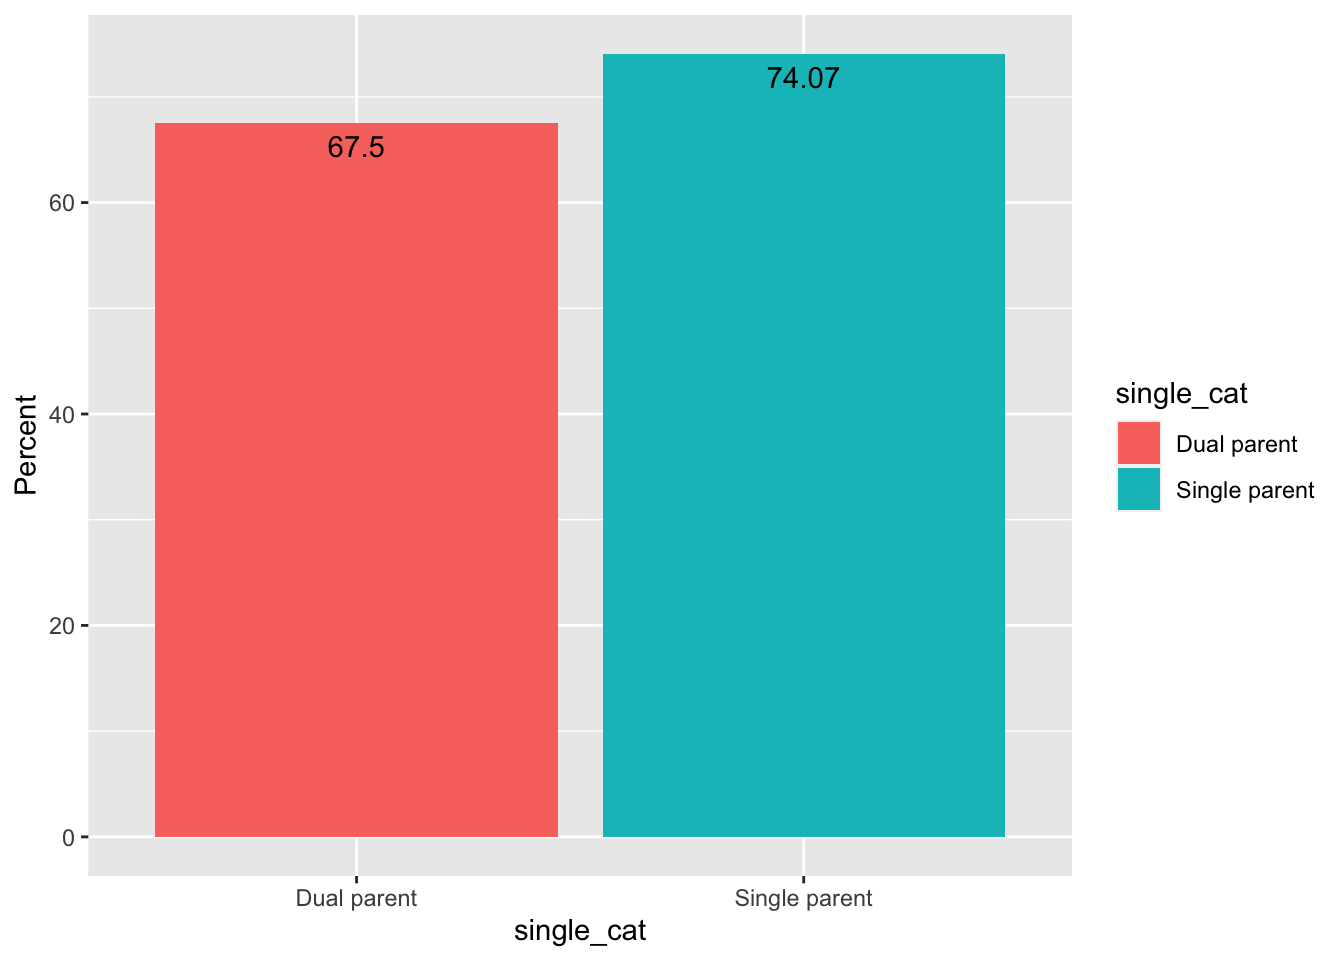 Percent
60
40
20
0
67.5
74.07
Dual parent
Single parent
single_cat
single_cat
Dual parent
Single parent